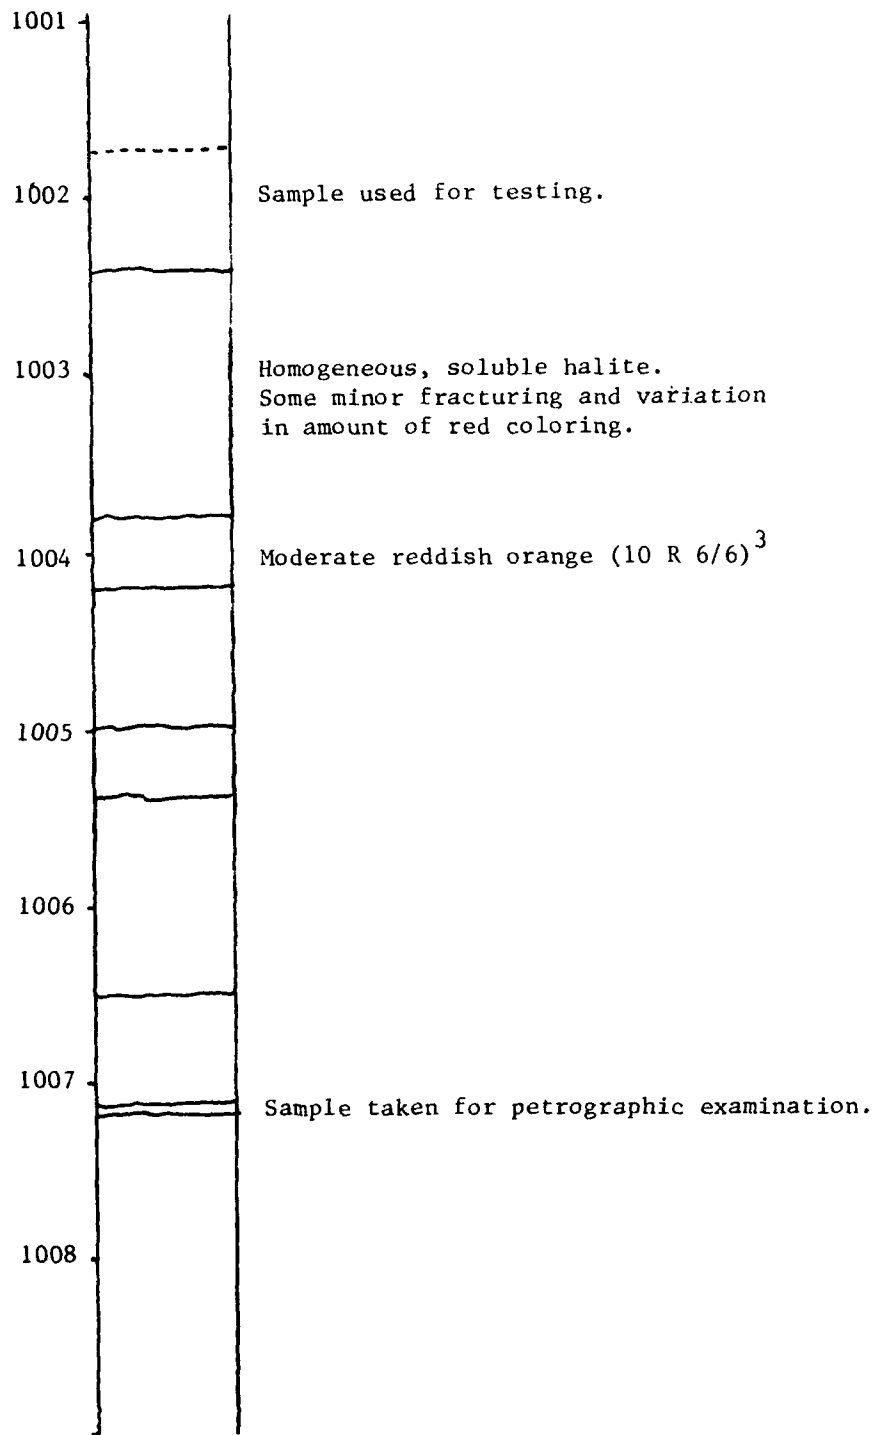 1001
1002 Sample used for testing.
1003 Homogeneous, soluble halite.
Some minor fracturing and variation
in amount of red coloring.
1004 Moderate reddish orange (10 R 6/6)3
1005
1006
1007
Sample taken for petrographic examination.
1008